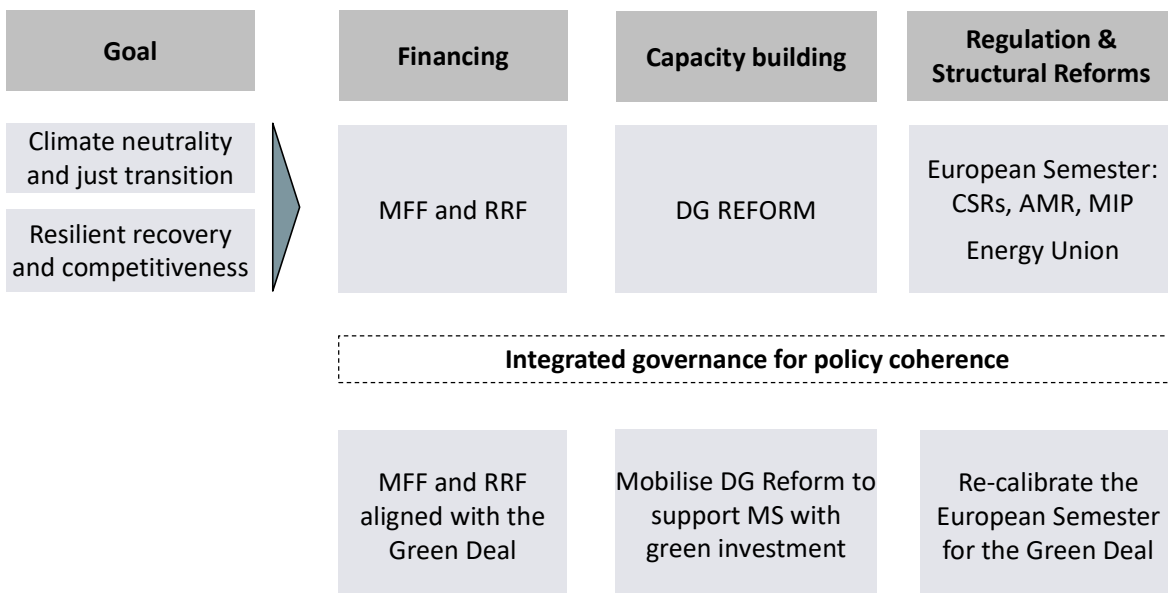 Goal
Financing
Capacity building
Regulation &
Structural Reforms
Climate neutrality
and just transition
Resilient recovery
and competitiveness
MFF and RRF
DG REFORM
European Semester:
CSRs, AMR, MIP
Energy Union
Integrated governance for policy coherence
MFF and RRF
aligned with the
Green Deal
Mobilise DG Reform to
support MS with
green investment
Re-calibrate the
European Semester
for the Green Deal